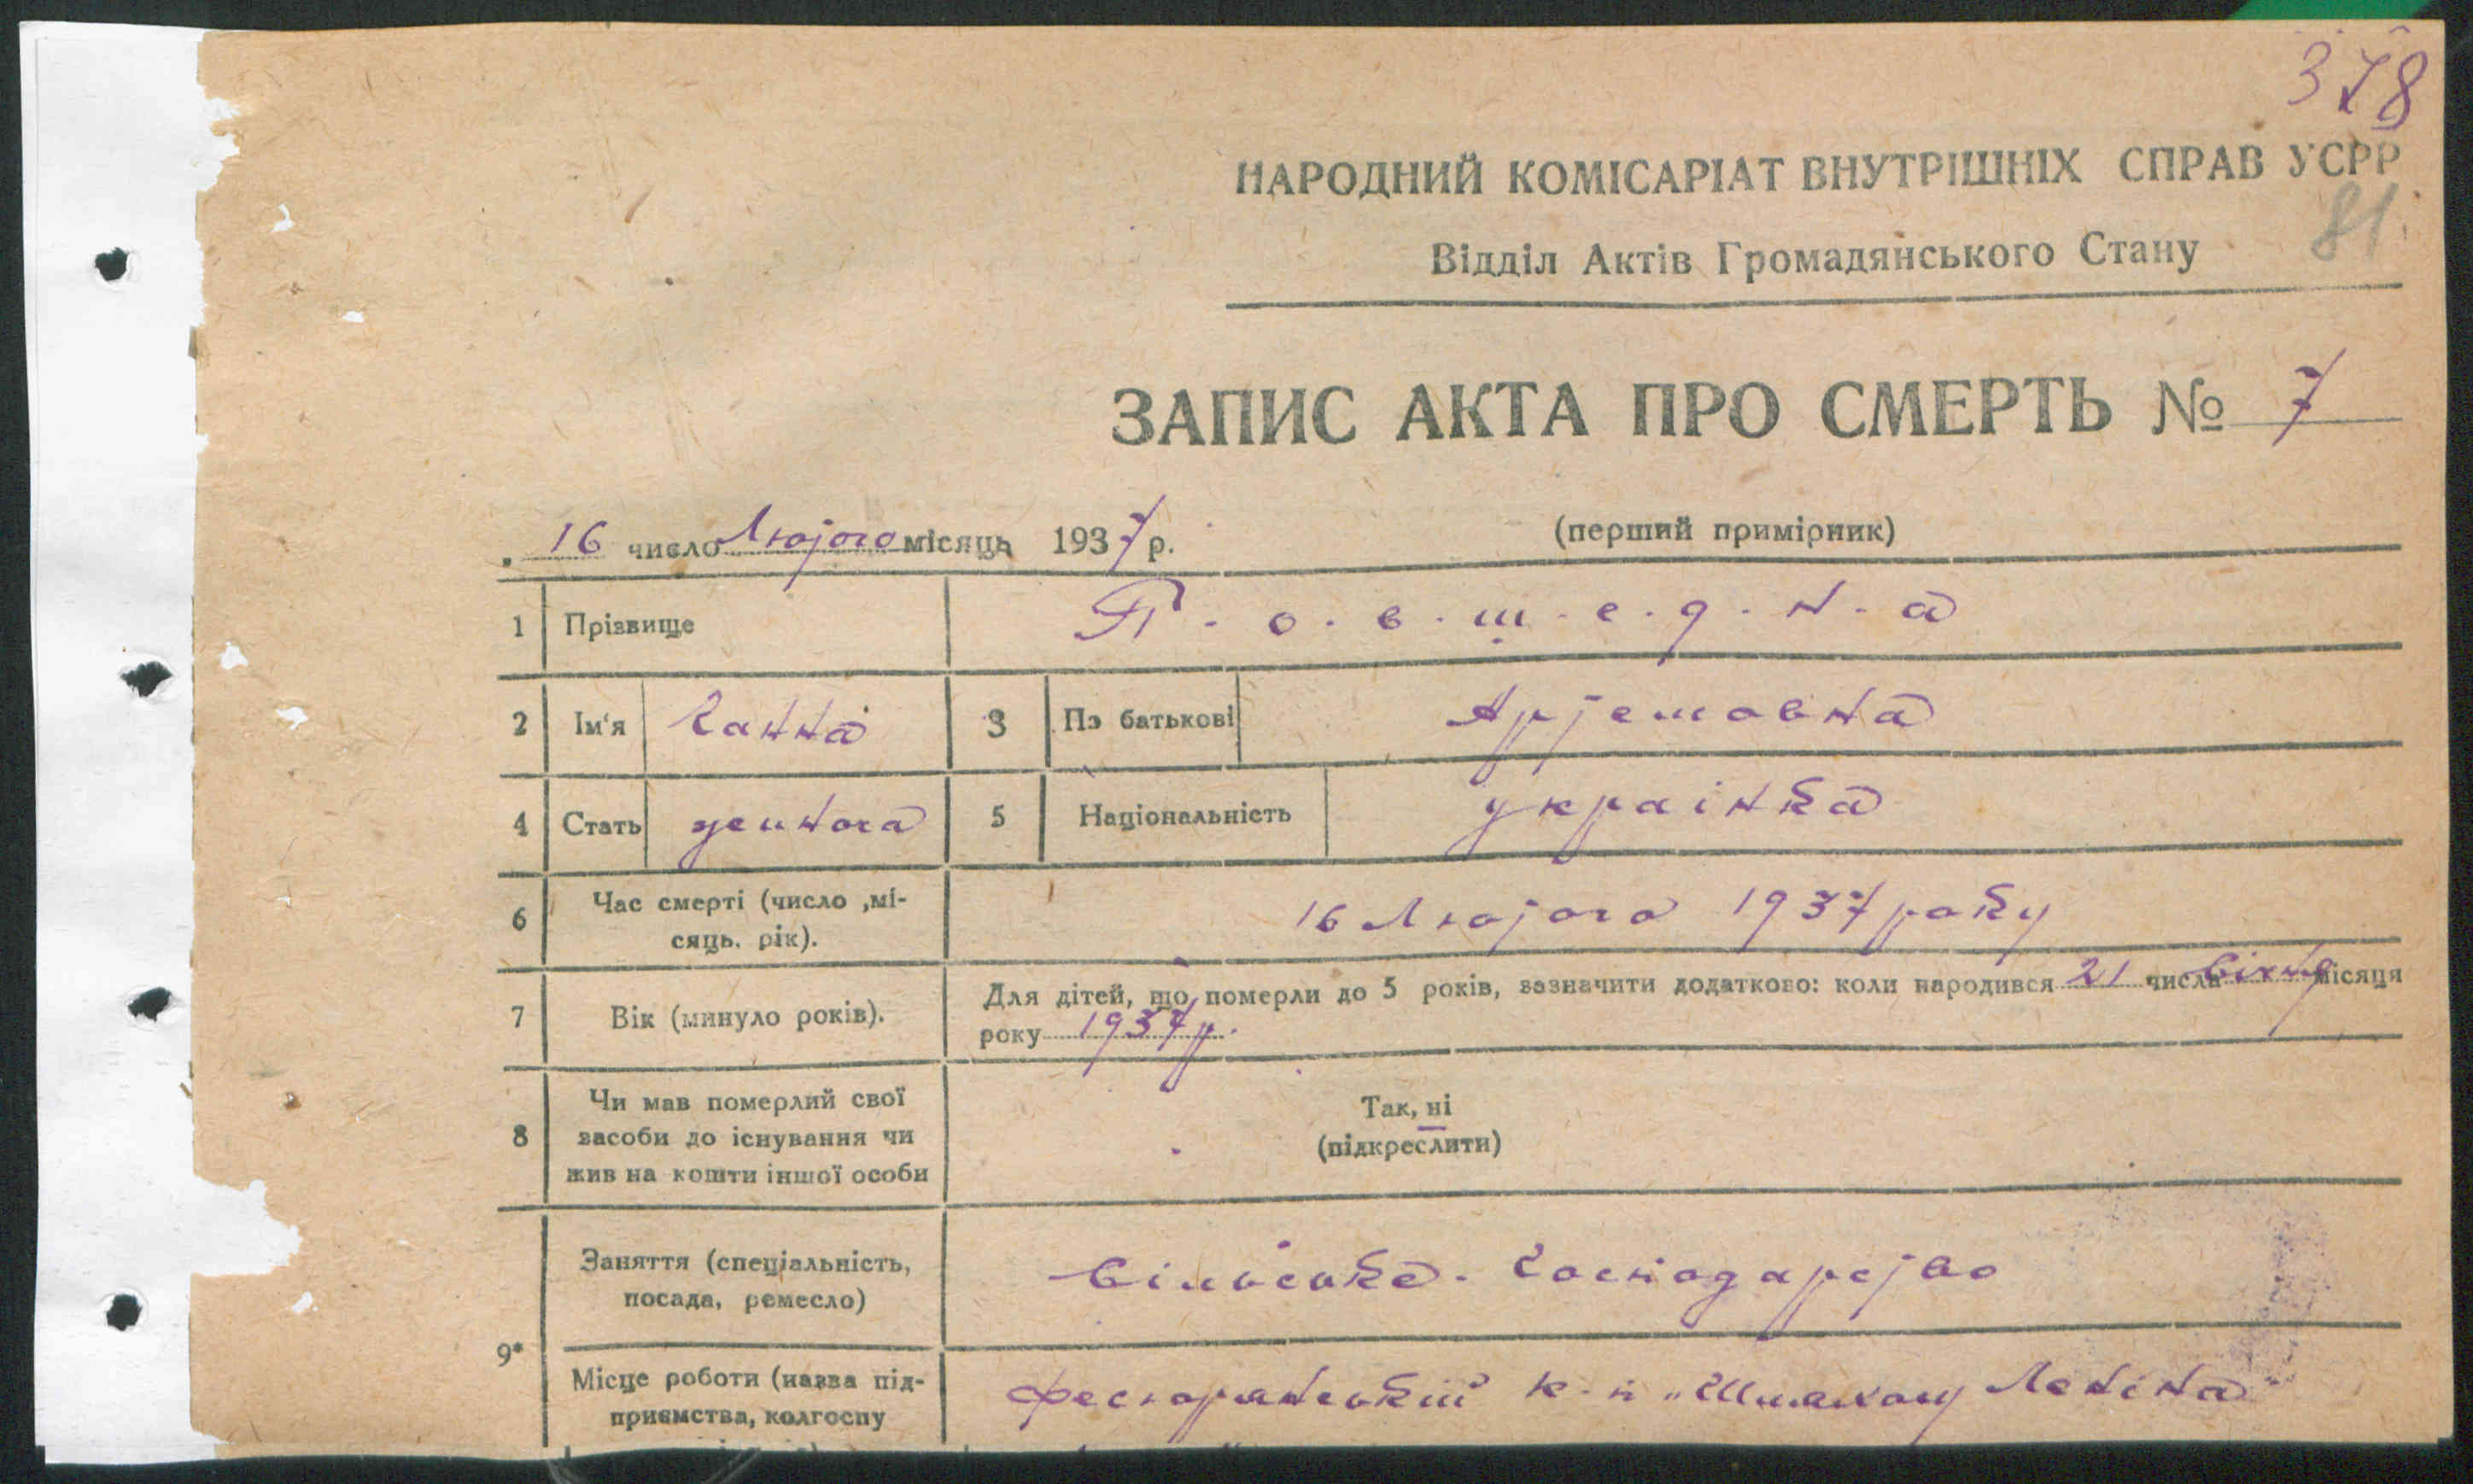 378
НАРОДНИЙ КОМІСАРІАТ ВНУТРІШНІХ СПРАВ УСРР
81
Відділ Актів Громадянського Стану
ЗАПИС АКТА ПРО СМЕРТЬ № 7
16 число Лютого місяць 1937 р.
(перший примірник)
1 Прізвище
2 Ім'я Ганна 3 По батькові Артемовна
4 Стать жиноча 5 Національність українка
6 Час смерті (число ,мі-
сяць. рік).
16 Лютого 1937 року
7 Вік (минуло років).
Для дітей, що померли до 5 років, зазначити додатково: коли народився 21 числа січня місяця
року 1937 р.
8 Чи мав померлий свої
засоби до існування чи
жив на кошти іншої особи
Так, ні
(підкреслити)
9*
Заняття (спеціальність,
посада, ремесло)
сільське. господарство
Місце роботи (назва під-
приємства, колгоспу
к-п „Шляхом Леніна"